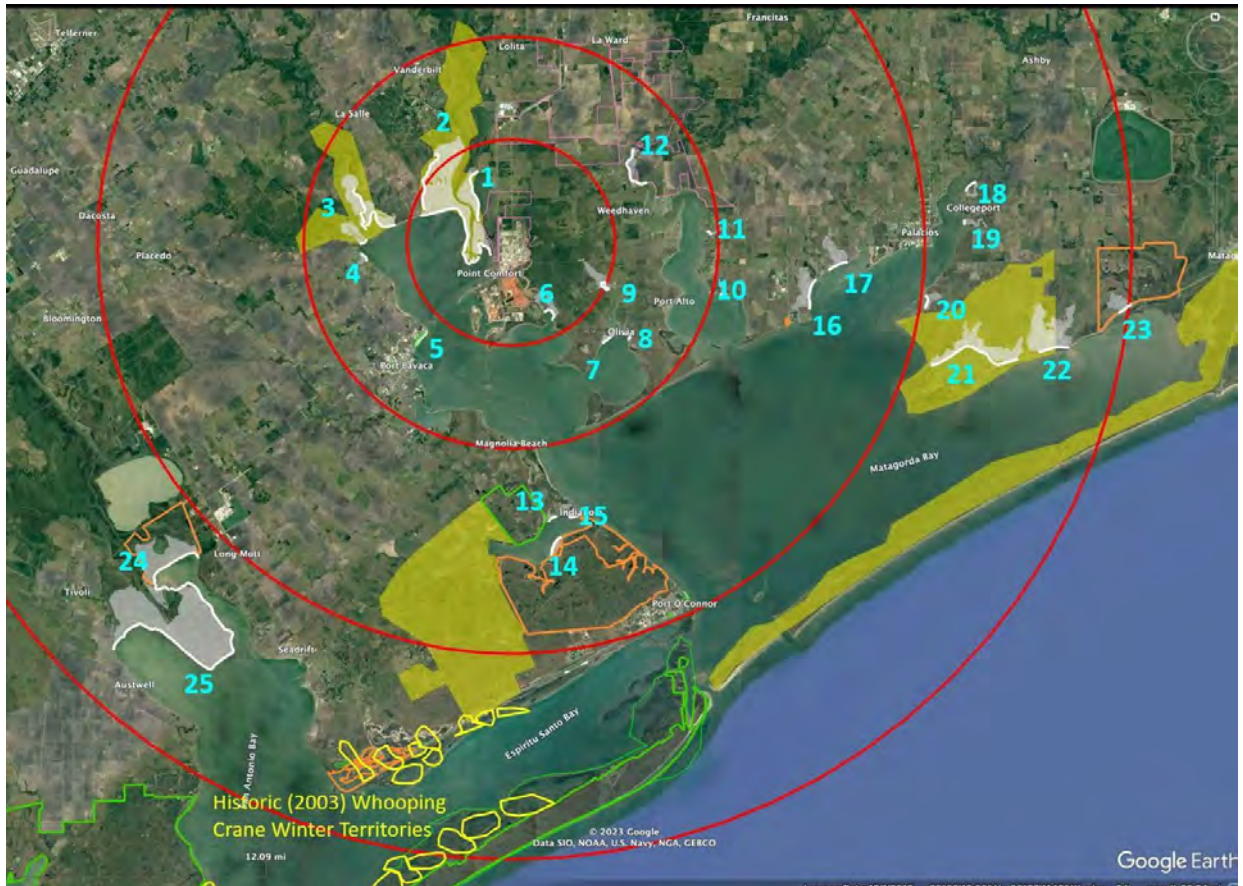 Telferner
Francitas
La Ward
Lolita
Vanderbilt
Ashby
2
La Salle
12
1
Guadalupe
18
Collegeport
Weedhaven
3
Dacosta
11
Palacios
19
Placedo
4
17
Point Comfort
6
9
Port Alto
10
20
Bloomington
16
23
5
Olivia
8
Port Lavaca
7
21
22
Magnolia Beach
Matagorda Bay
13
15
24
Long Mott
14
Tivoli
Port O'Connor
Seadrift
Austwell
25
Espiritu Santo Bay
Antonio Bay
Historic (2003) Whooping
Crane Winter Territories
© 2023 Google
Data SIO, NOAA, U.S. Navy, NGA, GEBCO
12.09 mi
Google Earth